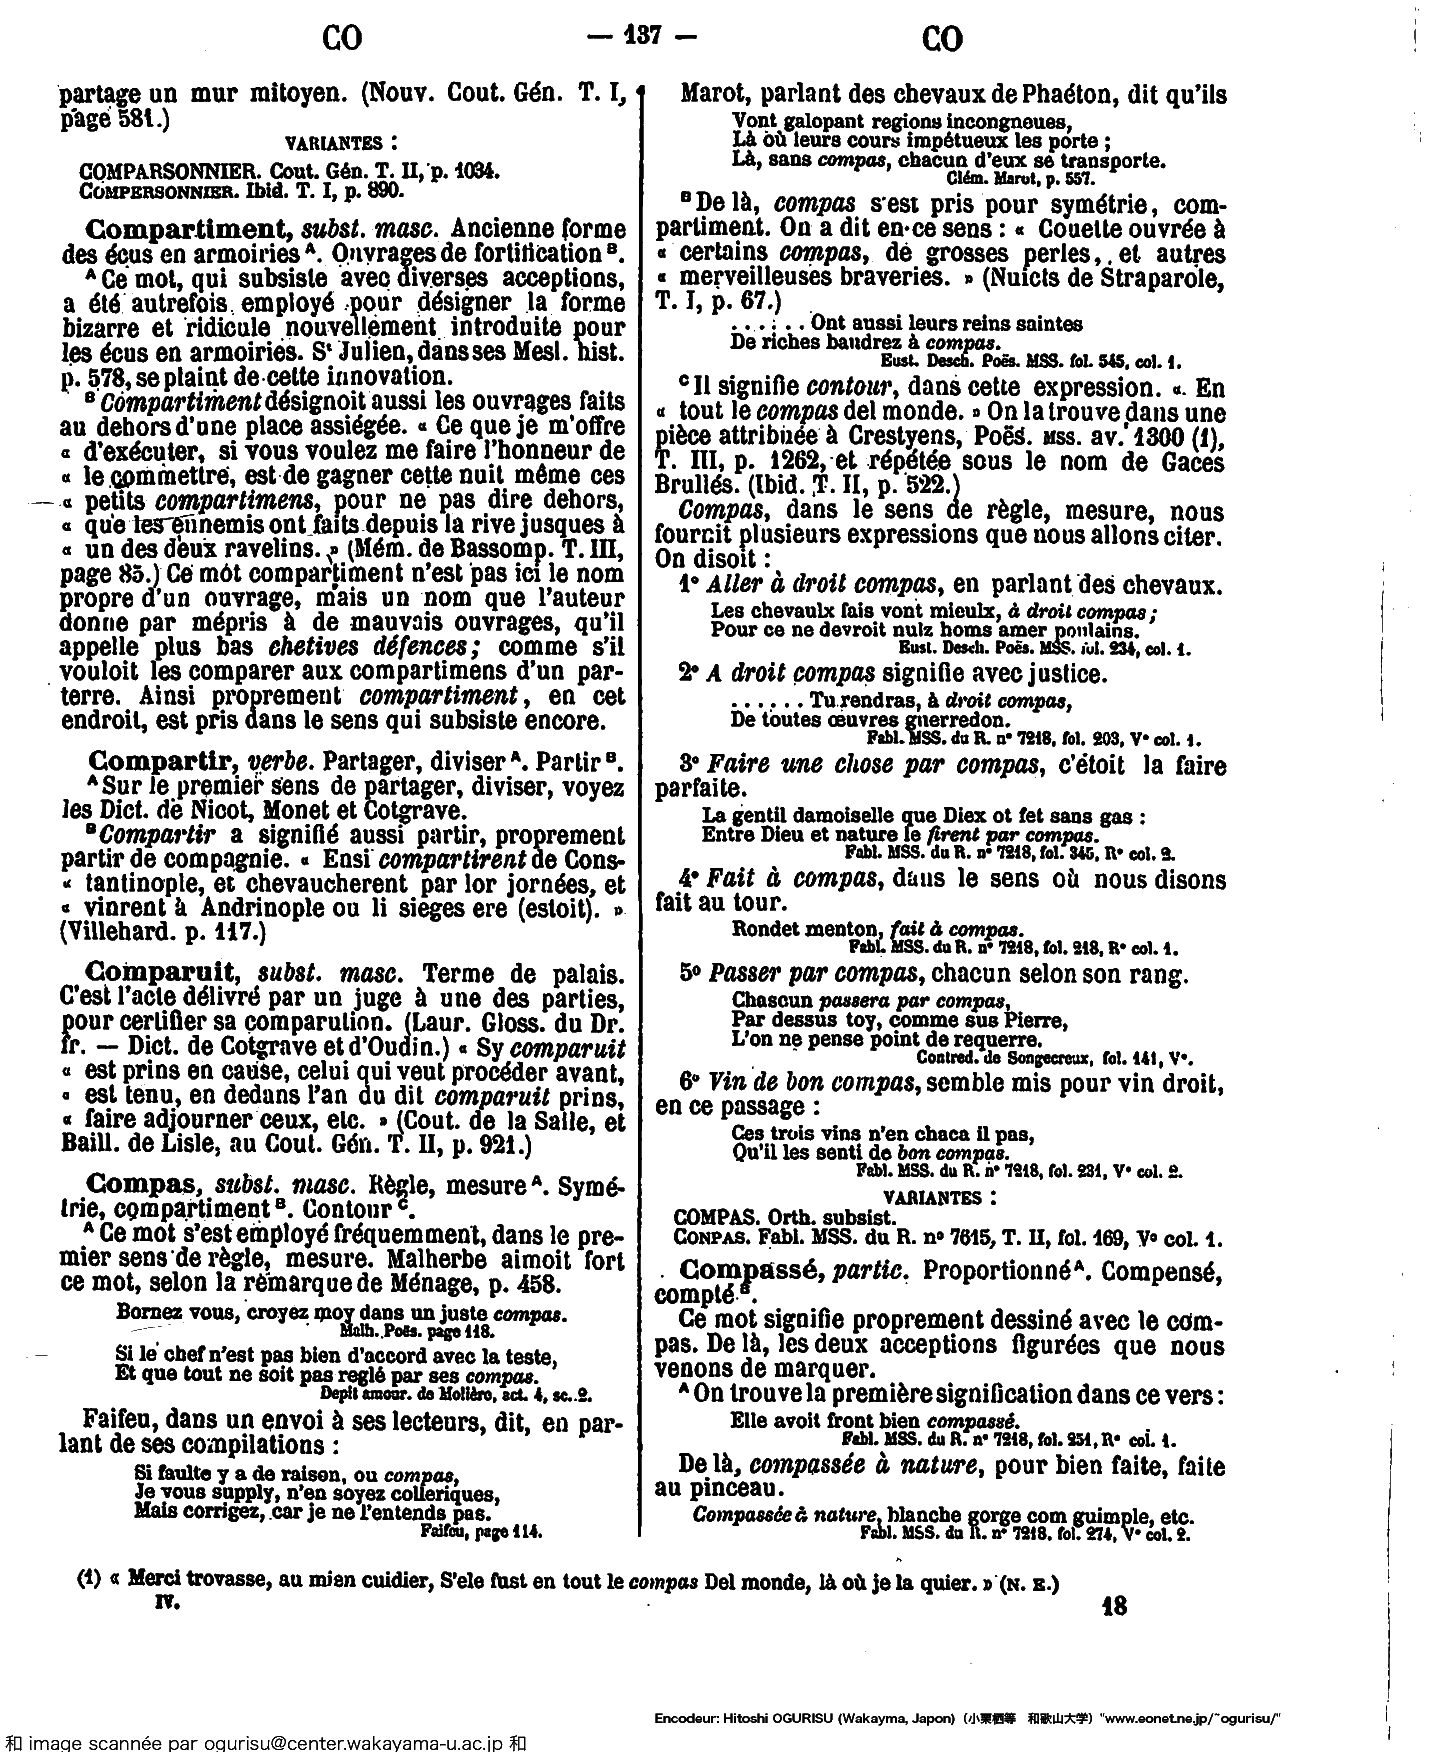 CO — 137 — CO
partage un mur mitoyen. (Nouv. Cout. Gén. T. I,
page 581.)
VARIANTES :
COMPARSONNIER. Cout. Gén. T. II, p. 1034.
COMPERSONNIER. Ibid. T. I, p. 890.
Compartiment, subst. masc. Ancienne forme
des écus en armoiries A. Ouvrages de fortification B.
A Ce mot, qui subsiste avec diverses acceptions,
a été autrefois employé pour désigner la forme
bizarre et ridicule nouvellement introduite pour
les écus en armoiries. St Julien, dans ses Mesl. hist.
p. 578, se plaint de cette innovation.
B Compartiment désignoit aussi les ouvrages faits
au dehors d'une place assiégée. « Ce que je m'offre
« d'exécuter, si vous voulez me faire l'honneur de
« le commettre, est de gagner cette nuit même ces
« petits compartimens, pour ne pas dire dehors,
« que les ennemis ont faits depuis la rive jusques à
« un des deux ravelins. » (Mém. de Bassomp. T. III,
page 85.) Ce mot compartiment n'est pas ici le nom
propre d'un ouvrage, mais un nom que l'auteur
donne par mépris à de mauvais ouvrages, qu'il
appelle plus bas chetives défences ; comme s'il
vouloit les comparer aux compartimens d'un par-
terre. Ainsi proprement compartiment, en cet
endroit, est pris dans le sens qui subsiste encore.
Compartir, verbe. Partager, diviser A. Partir B.
A Sur le premier sens de partager, diviser, voyez
les Dict. de Nicot, Monet et Cotgrave.
B Compartir a signifié aussi partir, proprement
partir de compagnie. « Ensi compartirent de Cons-
« tantinople, et chevaucherent par lor jornées, et
« vinrent à Andrinople ou li sieges ere (estoit). »
(Villehard. p. 117.)
Comparuit, subst. masc. Terme de palais.
C'est l'acte délivré par un juge à une des parties,
pour certifier sa comparution. (Laur. Gloss. du Dr.
fr. — Dict. de Cotgrave et d'Oudin.) « Sy comparuit
« est prins en cause, celui qui veut procéder avant,
« est tenu, en dedans l'an du dit comparuit prins,
« faire adjourner ceux, etc. » (Cout. de la Salle, et
Baill. de Lisle, au Cout. Gén. T. II, p. 921.)
Compas, subst. masc. Règle, mesure A. Symé-
trie, compartiment B. Contour C.
A Ce mot s'est employé fréquemment, dans le pre-
mier sens de règle, mesure. Malherbe aimoit fort
ce mot, selon la remarque de Ménage, p. 458.
Bornez vous, croyez moy dans un juste compas.
Malh. Poës. page 118.
Si le chef n'est pas bien d'accord avec la teste,
Et que tout ne soit pas reglé par ses compas.
Depit amour. de Molière, act. 4, sc. 2.
Faifeu, dans un envoi à ses lecteurs, dit, en par-
lant de ses compilations :
Si faulte y a de raison, ou compas,
Je vous supply, n'en soyez colleriques,
Mais corrigez, car je ne l'entends pas.
Faifeu, page 114.
Marot, parlant des chevaux de Phaéton, dit qu'ils
Vont galopant regions incongneues,
Là où leurs cours impétueux les porte ;
Là, sans compas, chacun d'eux se transporte.
Clém. Marot, p. 557.
B De là, compas s'est pris pour symétrie, com-
partiment. On a dit en ce sens : « Couette ouvrée à
« certains compas, de grosses perles, et autres
« merveilleuses braveries. » (Nuicts de Straparole,
T. I, p. 67.)
. . . . . . Ont aussi leurs reins saintes
De riches baudrez à compas.
Eust. Desch. Poës. MSS. fol. 545, col. 1.
C Il signifie contour, dans cette expression. « En
« tout le compas del monde. » On la trouve dans une
pièce attribuée à Crestyens, Poës. MSS. av. 1300 (1),
T. III, p. 1262, et répétée sous le nom de Gaces
Brullés. (Ibid. T. II, p. 522.)
Compas, dans le sens de règle, mesure, nous
fournit plusieurs expressions que nous allons citer.
On disoit :
1° Aller à droit compas, en parlant des chevaux.
Les chevaulx fais vont mieulx, à droit compas ;
Pour ce ne devroit nulz homs amer poulains.
Eust. Desch. Poës. MSS. fol. 234, col. 1.
2° A droit compas signifie avec justice.
. . . . . . Tu rendras, à droit compas,
De toutes œuvres guerredon.
Fabl. MSS. du R. n° 7218, fol. 203, V° col. 1.
3° Faire une chose par compas, c'étoit la faire
parfaite.
La gentil damoiselle que Diex ot fet sans gas :
Entre Dieu et nature le firent par compas.
Fabl. MSS. du R. n° 7218, fol. 345, R° col. 2.
4° Fait à compas, dans le sens où nous disons
fait au tour.
Rondet menton, fait à compas.
Fabl. MSS. du R. n° 7218, fol. 218, R° col. 1.
5° Passer par compas, chacun selon son rang.
Chascun passera par compas,
Par dessus toy, comme sus Pierre,
L'on ne pense point de requerre.
Contred. de Songecreux, fol. 141, V°.
6° Vin de bon compas, semble mis pour vin droit,
en ce passage :
Ces trois vins n'en chaca il pas,
Qu'il les senti de bon compas.
Fabl. MSS. du R. n° 7218, fol. 231, V° col. 2.
VARIANTES :
COMPAS. Orth. subsist.
CONPAS. Fabl. MSS. du R. n° 7615, T. II, fol. 169, V° col. 1.
Compassé, partic. Proportionné A. Compensé,
compté B.
Ce mot signifie proprement dessiné avec le com-
pas. De là, les deux acceptions figurées que nous
venons de marquer.
A On trouve la première signification dans ce vers :
Elle avoit front bien compassé.
Fabl. MSS. du R. n° 7218, fol. 251, R° col. 1.
De là, compassée à nature, pour bien faite, faite
au pinceau.
Compassée à nature, blanche gorge com guimple, etc.
Fabl. MSS. du R. n° 7218. fol. 274, V° col. 2.
(1) « Merci trovasse, au mien cuidier, S'ele fust en tout le compas Del monde, là où je la quier. » (N. E.)
IV. 18
Encodeur: Hitoshi OGURISU (Wakayma, Japon) (小栗栖等 和歌山大学) "www.eonet.ne.jp/~ogurisu/"
和 image scannée par ogurisu@center.wakayama-u.ac.jp 和